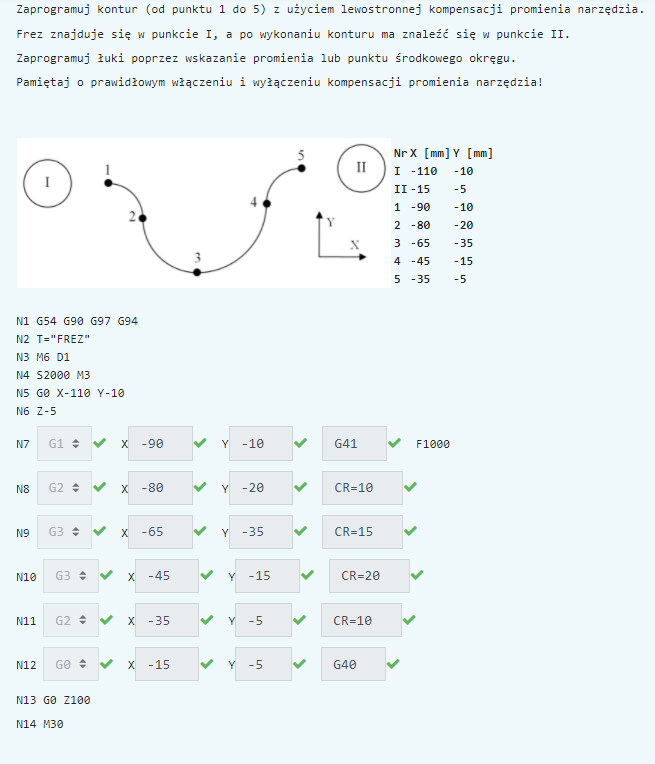 Zaprogramuj kontur (od punktu 1 do 5) z użyciem lewostronnej kompensacji promienia narzędzia.
Frez znajduje się w punkcie I, a po wykonaniu konturu ma znaleźć się w punkcie II.
Zaprogramuj łuki poprzez wskazanie promienia lub punktu środkowego okręgu.
Pamiętaj o prawidłowym włączeniu i wyłączeniu kompensacji promienia narzędzia!
I
1
2
3
4
5
II
Y
X
Nr X [mm] Y [mm]
I -110 -10
II -15 -5
1 -90 -10
2 -80 -20
3 -65 -35
4 -45 -15
5 -35 -5
N1 G54 G90 G97 G94
N2 T="FREZ"
N3 M6 D1
N4 S2000 M3
N5 G0 X-110 Y-10
N6 Z-5
N7 G1 X -90 Y -10 G41 F1000
N8 G2 X -80 Y -20 CR=10
N9 G3 X -65 Y -35 CR=15
N10 G3 X -45 Y -15 CR=20
N11 G2 X -35 Y -5 CR=10
N12 G0 X -15 Y -5 G40
N13 G0 Z100
N14 M30